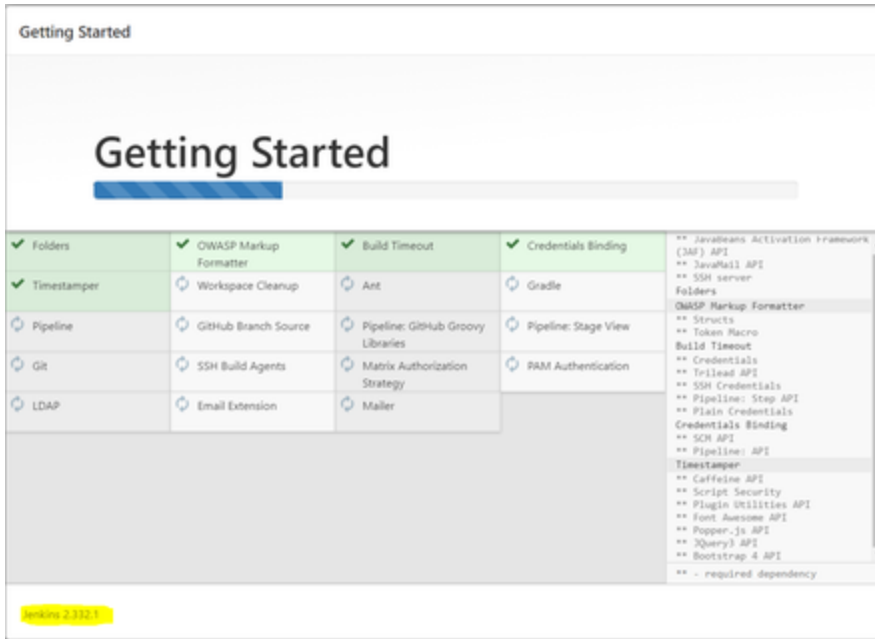 Getting Started
Getting Started
Folders
OWASP Markup
Formatter
Build Timeout
Credentials Binding
Timestamper
Workspace Cleanup
Ant
Gradle
Pipeline
GitHub Branch Source
Pipeline: GitHub Groovy
Libraries
Pipeline: Stage View
Git
SSH Build Agents
Matrix Authorization
Strategy
PAM Authentication
LDAP
Email Extension
Mailer
** JavaBeans Activation Framework
(JAF) API
** JavaMail API
** SSH server
Folders
OWASP Markup Formatter
** Structs
** Token Macro
Build Timeout
** Credentials
** Trilead API
** SSH Credentials
** Pipeline: Step API
** Plain Credentials
Credentials Binding
** SCM API
** Pipeline: API
Timestamper
** Caffeine API
** Script Security
** Plugin Utilities API
** Font Awesome API
** Popper.js API
** JQuery3 API
** Bootstrap 4 API
** - required dependency
Jenkins 2.332.1